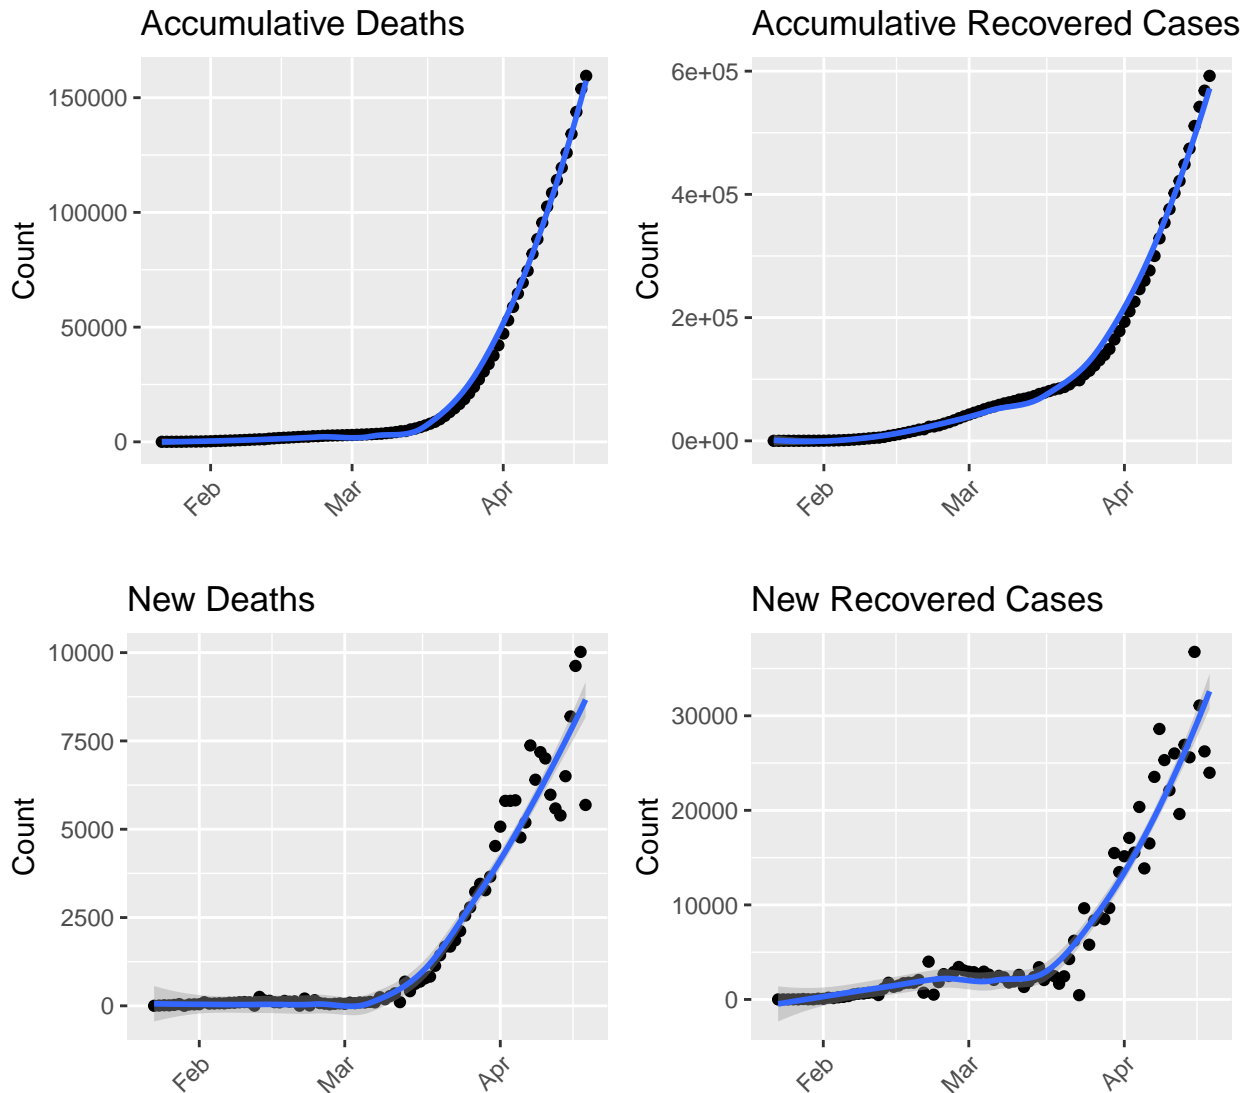 Accumulative Deaths
Count
150000
100000
50000
0
Feb
Mar
Apr
Accumulative Recovered Cases
Count
6e+05
4e+05
2e+05
0e+00
Feb
Mar
Apr
New Deaths
Count
10000
7500
5000
2500
0
Feb
Mar
Apr
New Recovered Cases
Count
30000
20000
10000
0
Feb
Mar
Apr